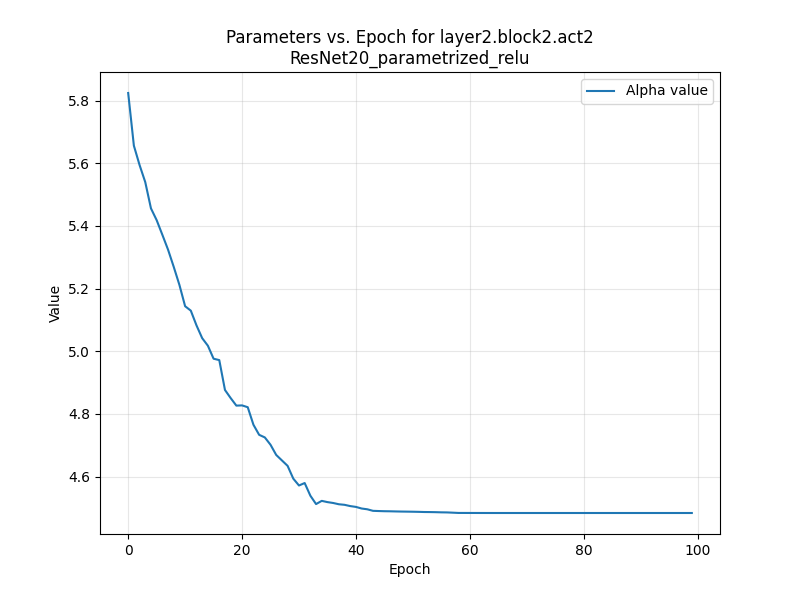 Parameters vs. Epoch for layer2.block2.act2
ResNet20_parametrized_relu
Alpha value
5.8
5.6
5.4
5.2
5.0
4.8
4.6
Value
0 20 40 60 80 100
Epoch